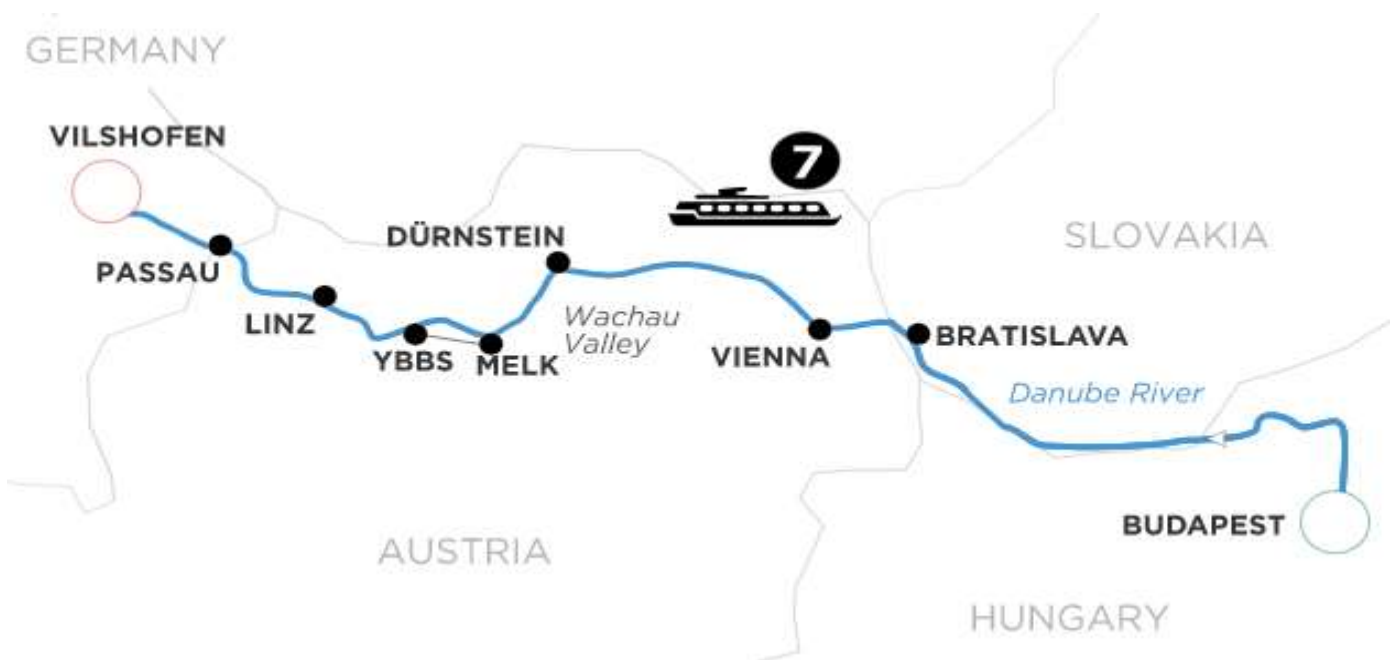 GERMANY
VILSHOFEN
7
DÜRNSTEIN
SLOVAKIA
PASSAU
LINZ
Wachau
Valley
YBBS
MELK
VIENNA
BRATISLAVA
Danube River
BUDAPEST
AUSTRIA
HUNGARY